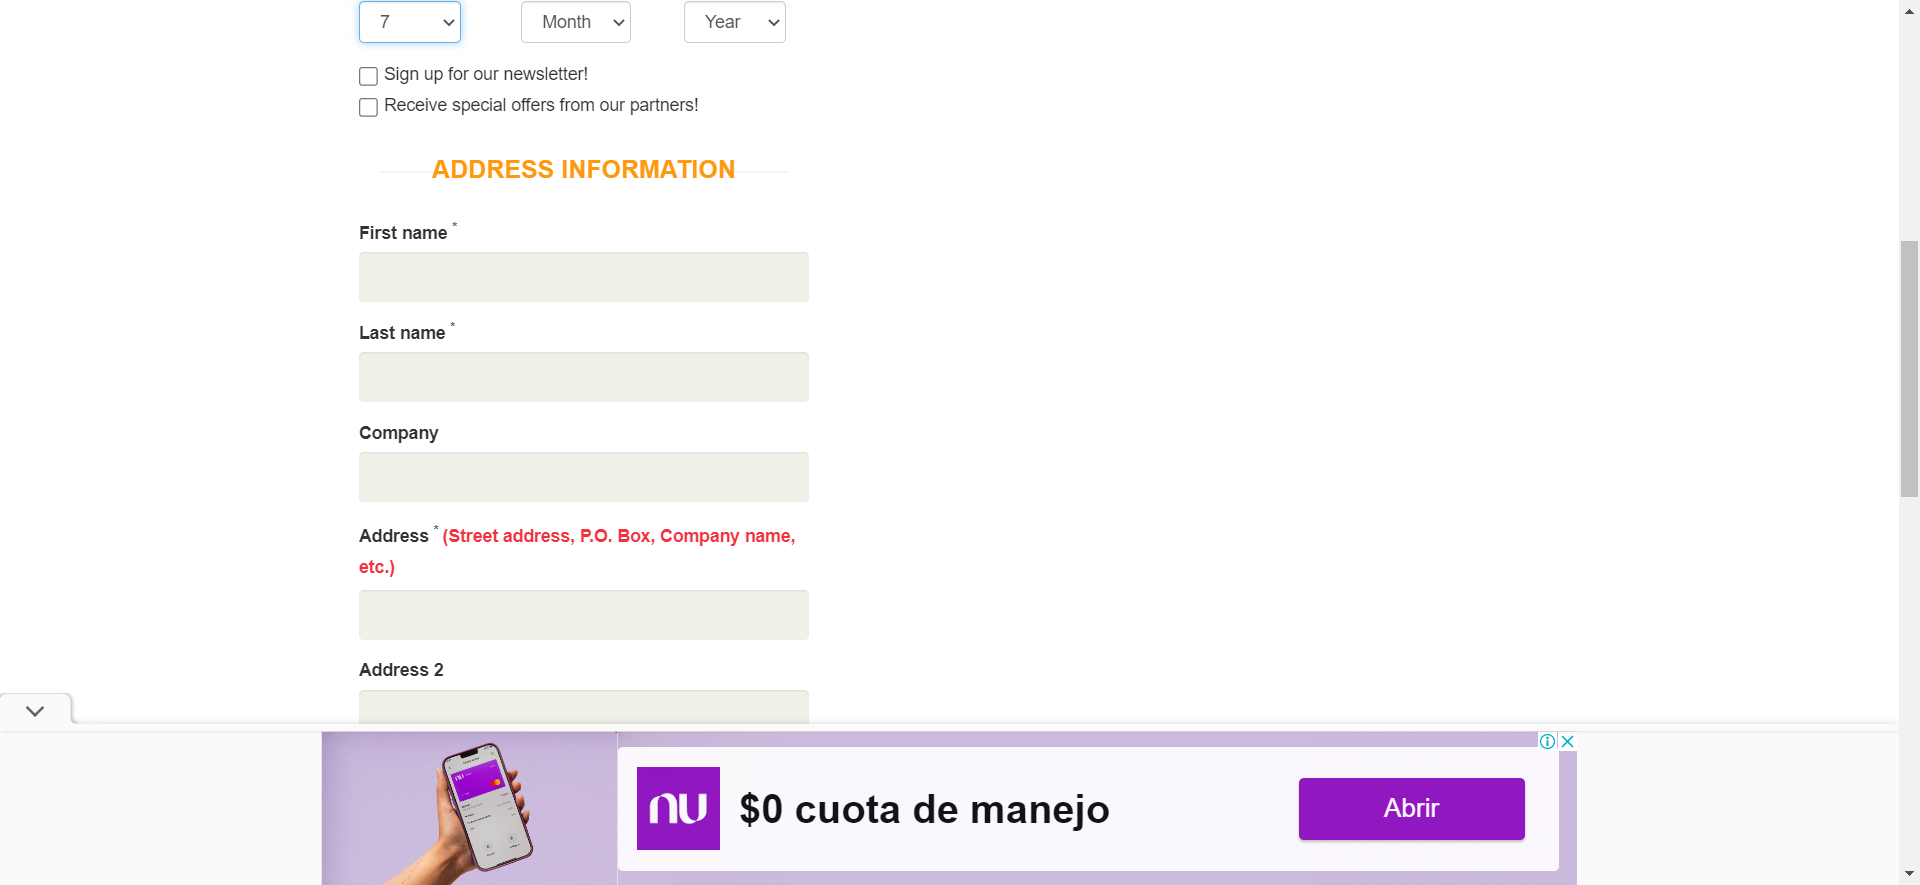 7 Month Year
Sign up for our newsletter!
Receive special offers from our partners!
ADDRESS INFORMATION
First name *
Last name *
Company
Address * (Street address, P.O. Box, Company name,
etc.)
Address 2
nu
$0 cuota de manejo
Abrir